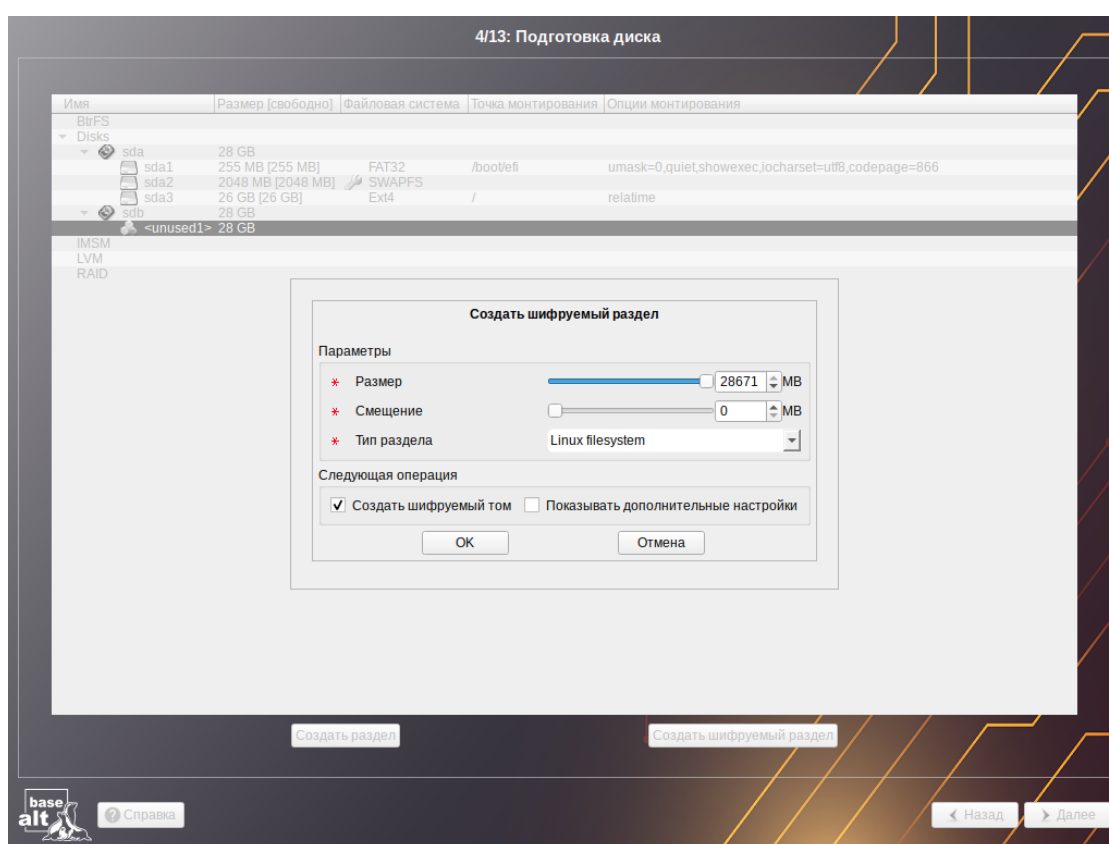 4/13: Подготовка диска
Имя Размер [свободно] Файловая система Точка монтирования Опции монтирования
BtrFS
Disks
sda 28 GB
sda1 255 MB [255 MB] FAT32 /boot/efi umask=0,quiet,showexec,iocharset=utf8,codepage=866
sda2 2048 MB [2048 MB] SWAPFS
sda3 26 GB [26 GB] Ext4 / relatime
sdb 28 GB
<unused1> 28 GB
IMSM
LVM
RAID
Создать шифруемый раздел
Параметры
Размер 28671 MB
Смещение 0 MB
Тип раздела Linux filesystem
Следующая операция
Создать шифруемый том Показывать дополнительные настройки
OK Отмена
Создать раздел Создать шифруемый раздел
base
alt
Справка Назад Далее